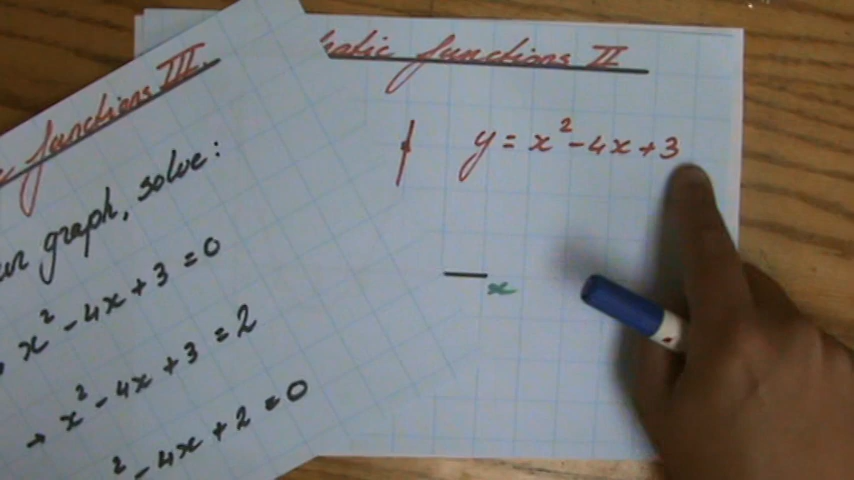 functions III.
graph, solve:
x² - 4x + 3 = 0
→ x² - 4x + 3 = 2
² - 4x + 2 = 0
functions II
y = x² - 4x + 3
x